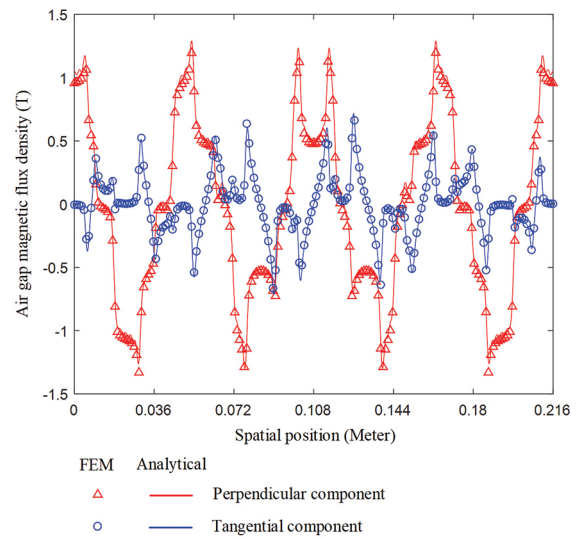 1.5
1
0.5
0
-0.5
-1
-1.5
Air gap magnetic flux density (T)
0 0.036 0.072 0.108 0.144 0.18 0.216
Spatial position (Meter)
FEM Analytical
Perpendicular component
Tangential component